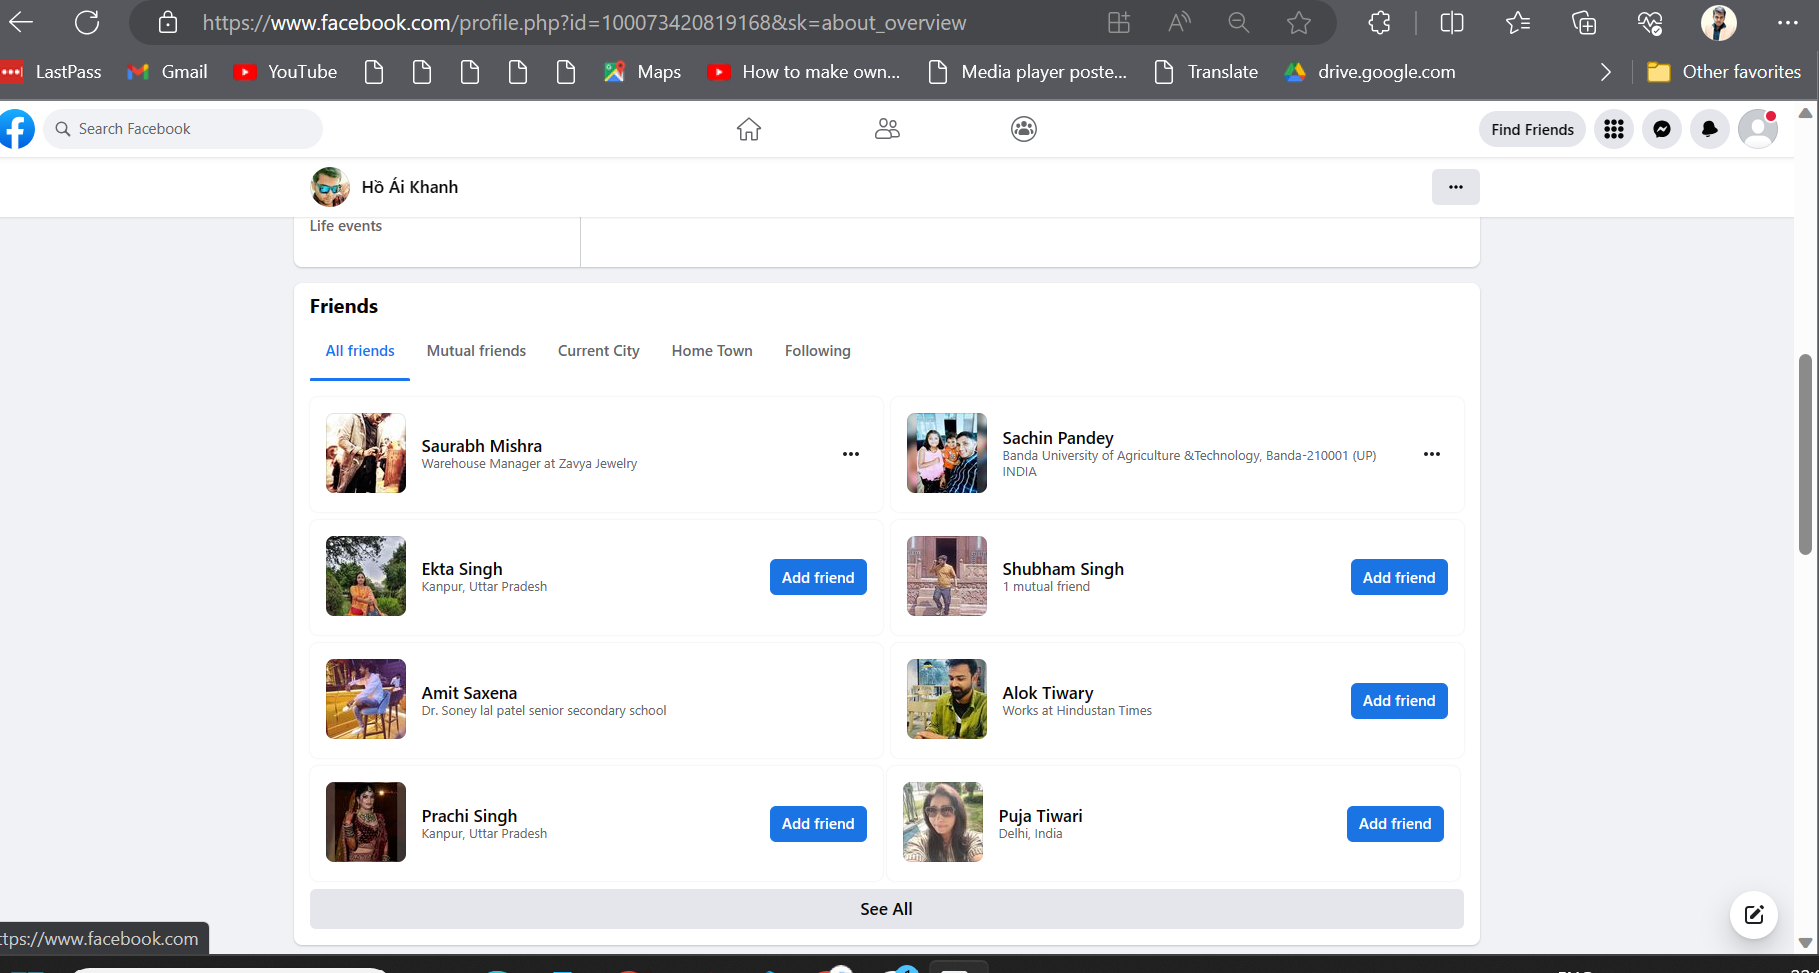 https://www.facebook.com/profile.php?id=100073420819168&sk=about_overview
LastPass Gmail YouTube Maps How to make own... Media player poste... Translate drive.google.com Other favorites
Search Facebook
Find Friends
Hồ Ái Khanh
Life events
Friends
All friends Mutual friends Current City Home Town Following
Saurabh Mishra
Warehouse Manager at Zavya Jewelry
Sachin Pandey
Banda University of Agriculture &Technology, Banda-210001 (UP)
INDIA
Ekta Singh
Kanpur, Uttar Pradesh
Add friend
Shubham Singh
1 mutual friend
Add friend
Amit Saxena
Dr. Soney lal patel senior secondary school
Alok Tiwary
Works at Hindustan Times
Add friend
Prachi Singh
Kanpur, Uttar Pradesh
Add friend
Puja Tiwari
Delhi, India
Add friend
See All
ttps://www.facebook.com